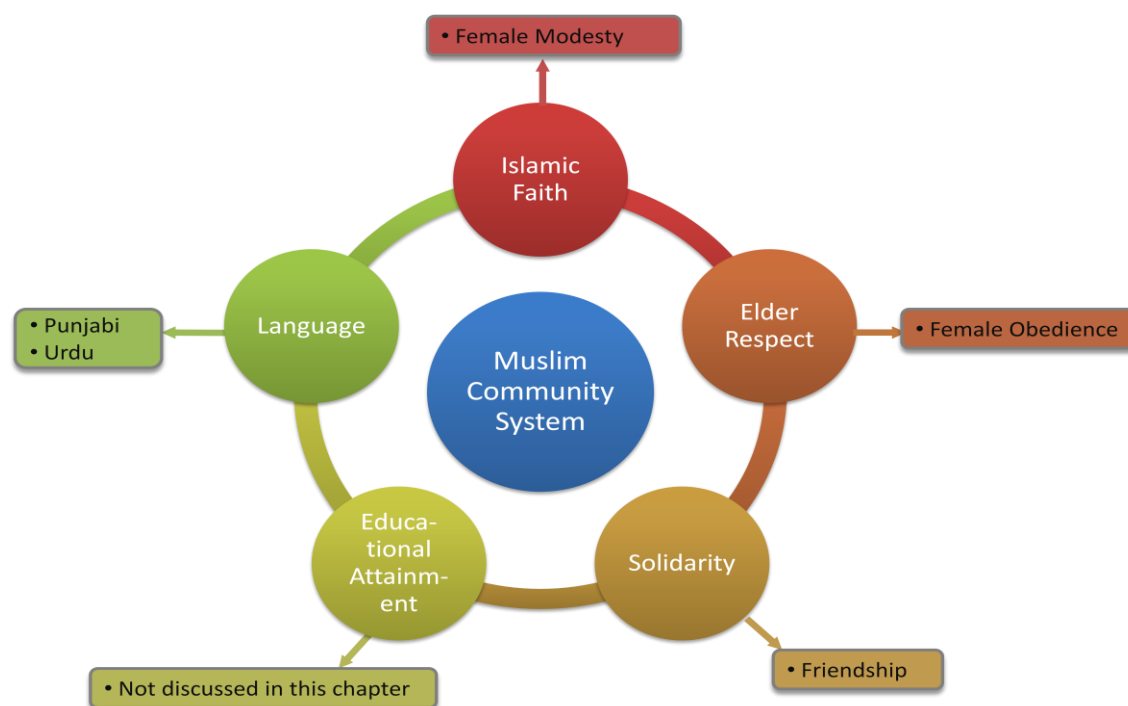 • Female Modesty
Islamic
Faith
Elder
Respect
• Female Obedience
Language
• Punjabi
• Urdu
Muslim
Community
System
Solidarity
• Friendship
Educa-
tional
Attainm-
ent
• Not discussed in this chapter